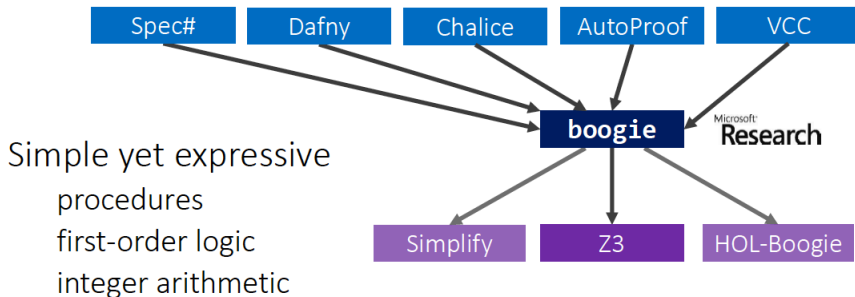 Spec#
Dafny
Chalice
AutoProof
VCC
boogie
Microsoft®
Research
Simple yet expressive
procedures
first-order logic
integer arithmetic
Simplify
Z3
HOL-Boogie